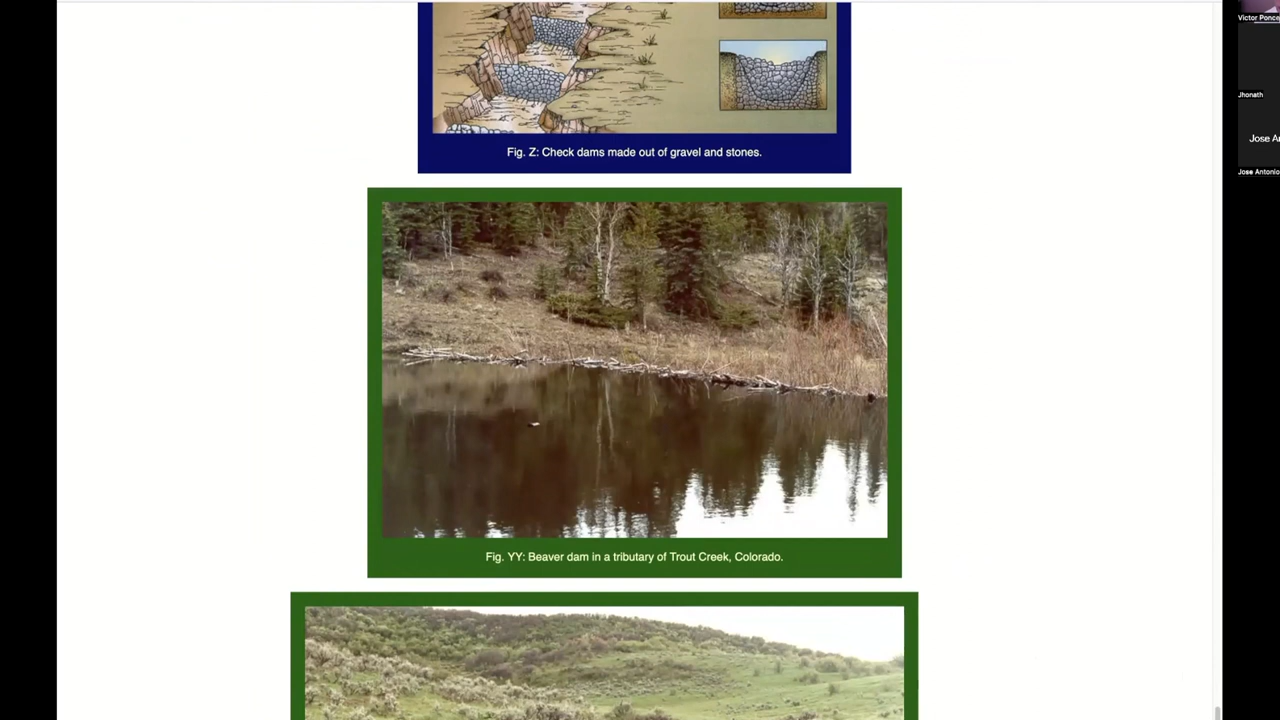 Victor Ponce
Jhonath
Jose A
Jose Antonio
Fig. Z: Check dams made out of gravel and stones.
Fig. YY: Beaver dam in a tributary of Trout Creek, Colorado.